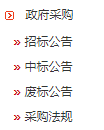 政府采购
» 招标公告
» 中标公告
» 废标公告
» 采购法规